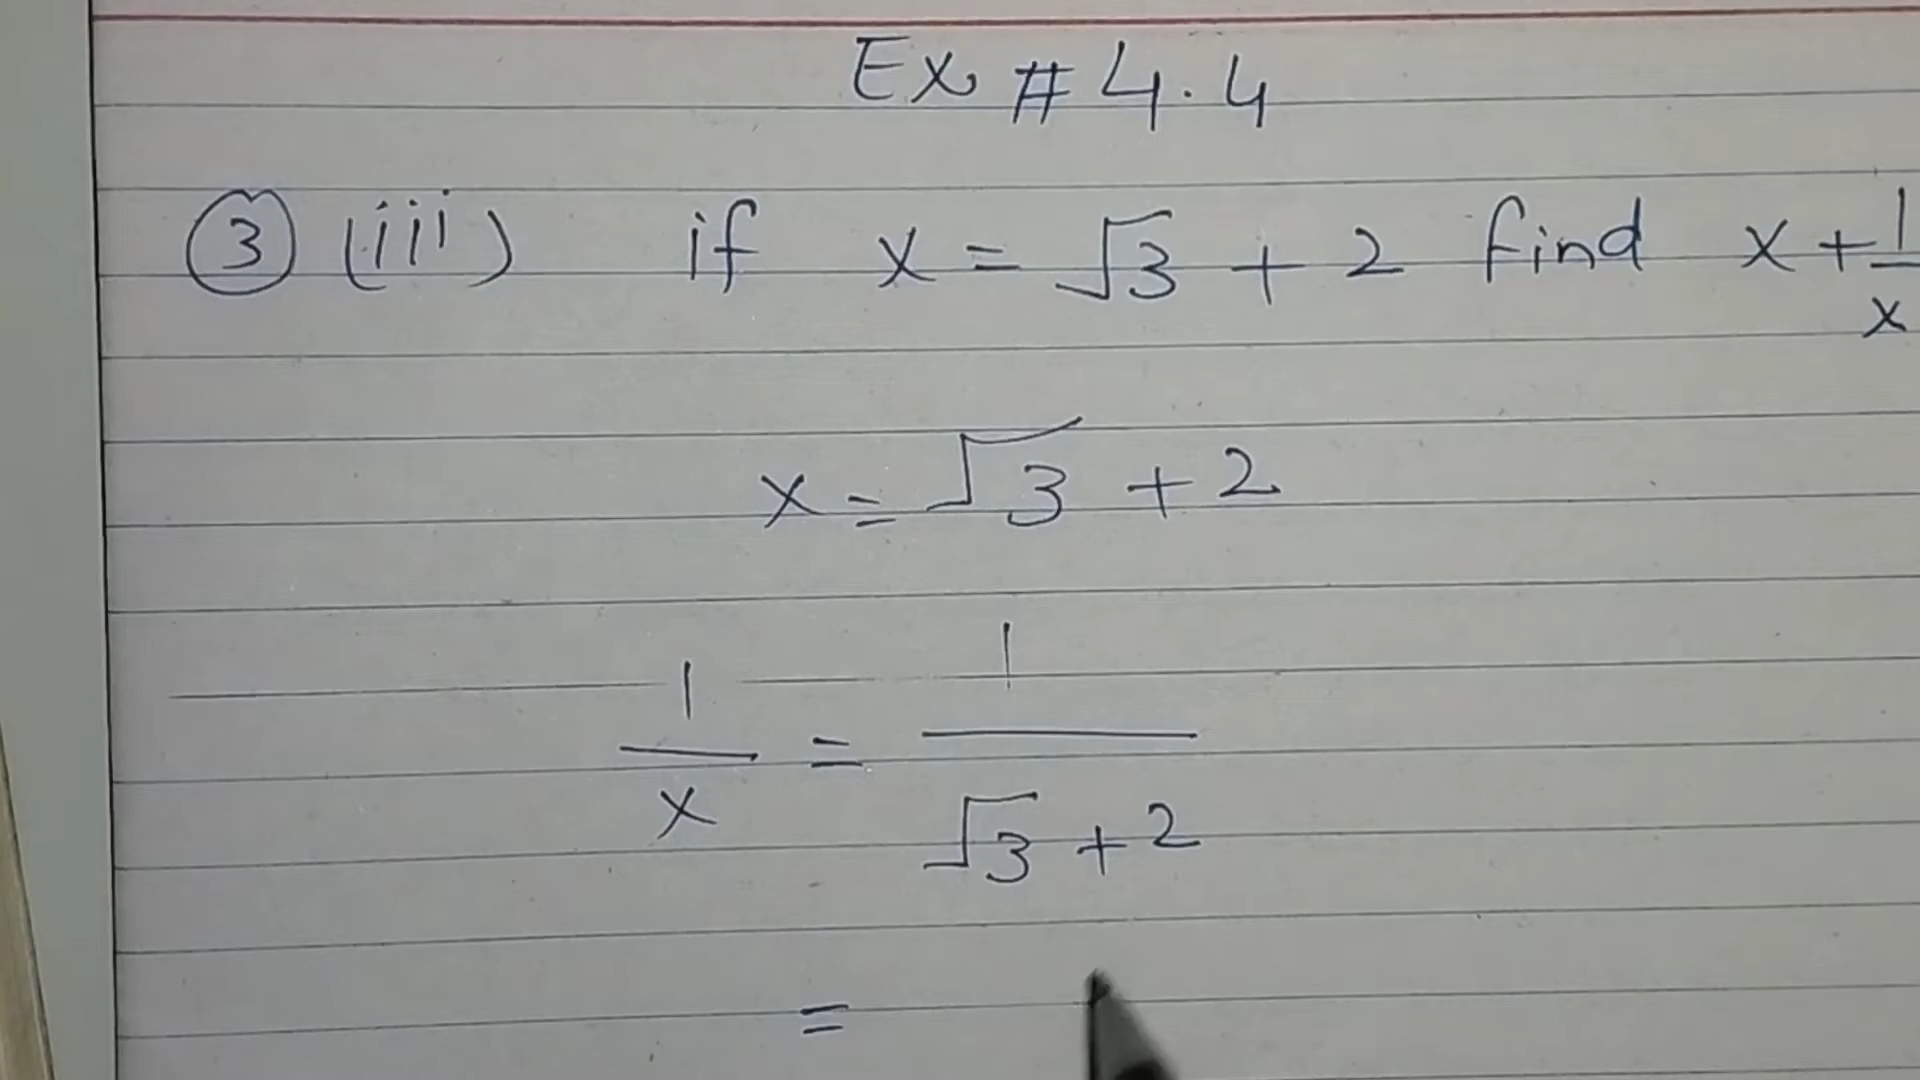 Ex # 4.4
③ (iii) if x = √3 + 2 find x + 1/x
x = √3 + 2
1/x = 1/(√3 + 2)
=